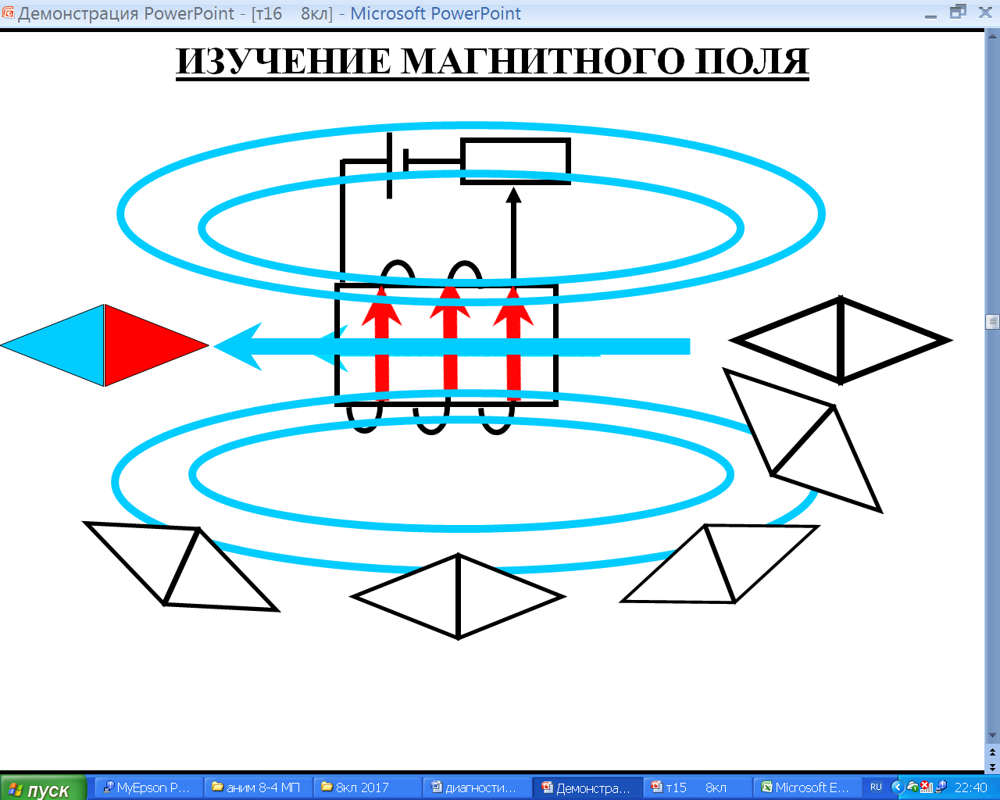 Демонстрация PowerPoint - [т16 8кл] - Microsoft PowerPoint
ИЗУЧЕНИЕ МАГНИТНОГО ПОЛЯ
пуск
MyEpson P...
аним 8-4 МП
8кл 2017
диагности...
Демонстра...
т15 8кл
Microsoft E...
RU
22:40